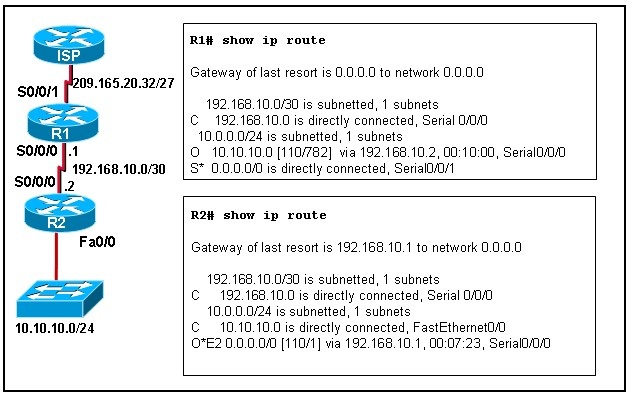 ISP
209.165.20.32/27
S0/0/1
R1
S0/0/0
.1
192.168.10.0/30
S0/0/0
.2
R2
Fa0/0
10.10.10.0/24
R1# show ip route
Gateway of last resort is 0.0.0.0 to network 0.0.0.0
192.168.10.0/30 is subnetted, 1 subnets
C 192.168.10.0 is directly connected, Serial 0/0/0
10.0.0.0/24 is subnetted, 1 subnets
O 10.10.10.0 [110/782] via 192.168.10.2, 00:10:00, Serial0/0/0
S* 0.0.0.0/0 is directly connected, Serial0/0/1
R2# show ip route
Gateway of last resort is 192.168.10.1 to network 0.0.0.0
192.168.10.0/30 is subnetted, 1 subnets
C 192.168.10.0 is directly connected, Serial 0/0/0
10.0.0.0/24 is subnetted, 1 subnets
C 10.10.10.0 is directly connected, FastEthernet0/0
O*E2 0.0.0.0/0 [110/1] via 192.168.10.1, 00:07:23, Serial0/0/0